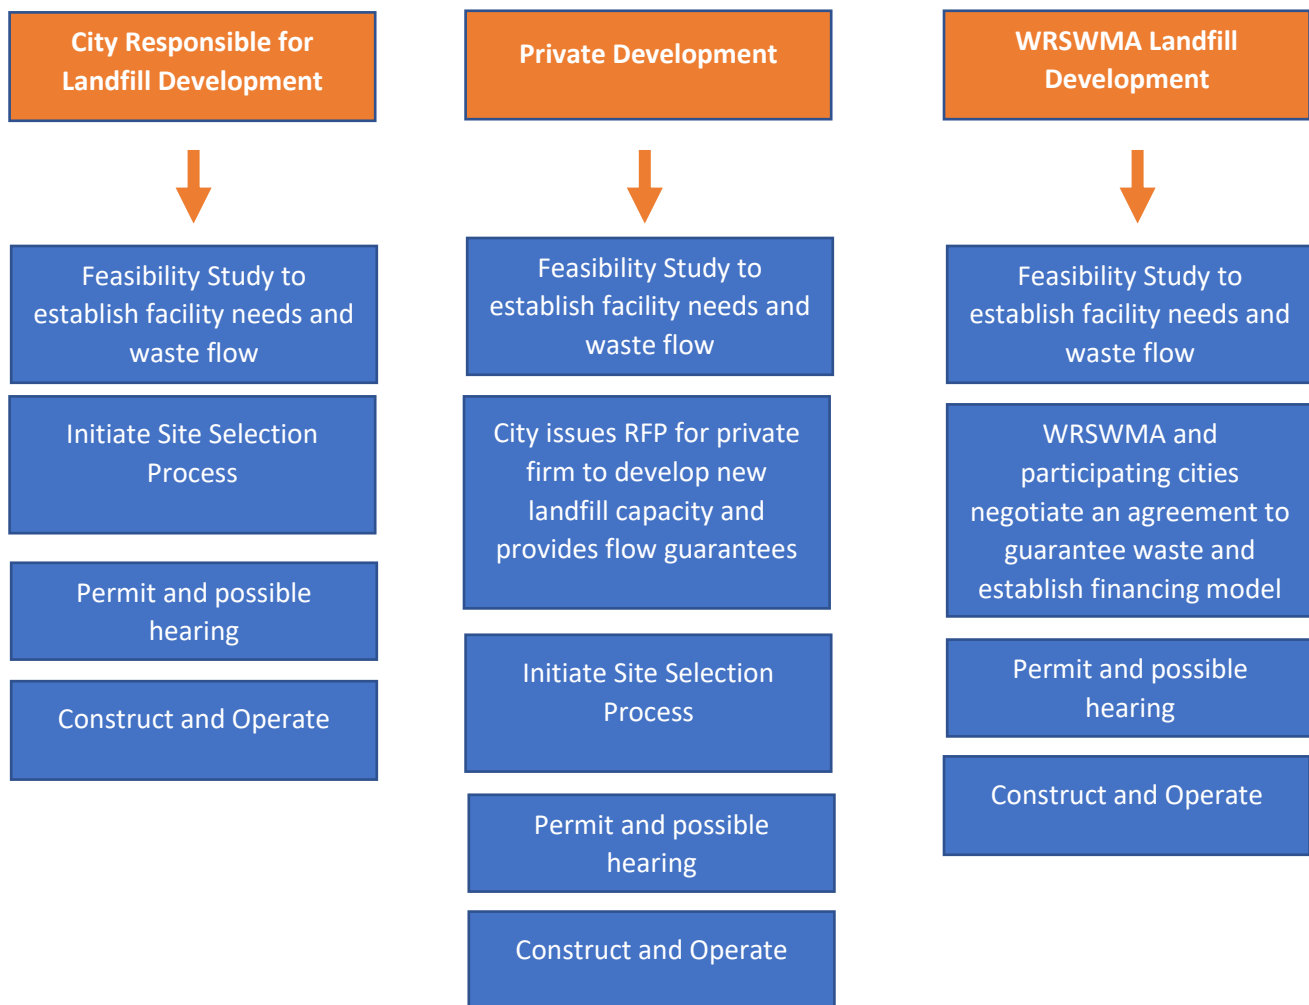 City Responsible for
Landfill Development
Feasibility Study to
establish facility needs and
waste flow
Initiate Site Selection
Process
Permit and possible
hearing
Construct and Operate
Private Development
Feasibility Study to
establish facility needs and
waste flow
City issues RFP for private
firm to develop new
landfill capacity and
provides flow guarantees
Initiate Site Selection
Process
Permit and possible
hearing
Construct and Operate
WRSWMA Landfill
Development
Feasibility Study to
establish facility needs and
waste flow
WRSWMA and
participating cities
negotiate an agreement to
guarantee waste and
establish financing model
Permit and possible
hearing
Construct and Operate